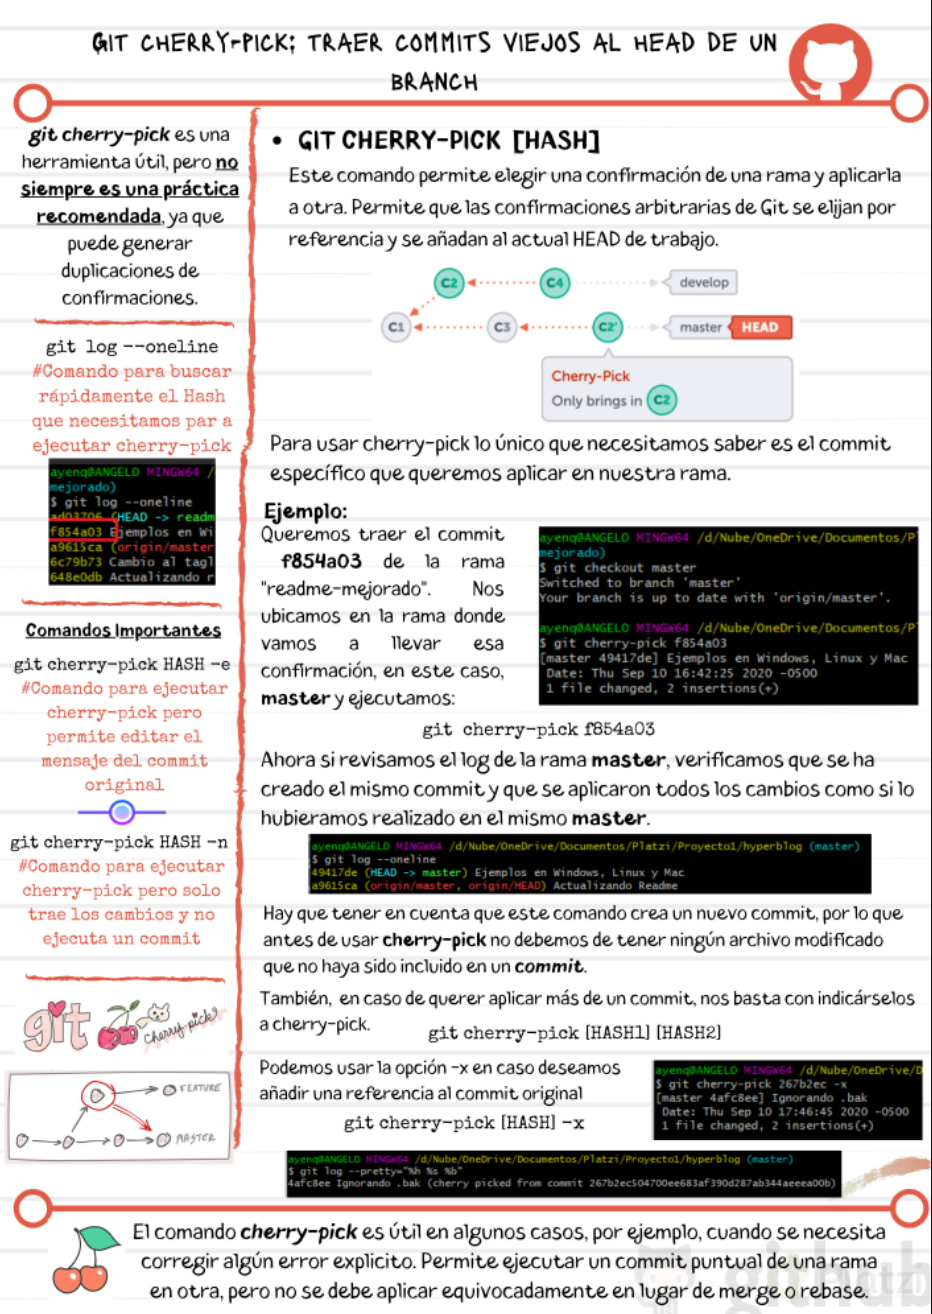 GIT CHERRY-PICK: TRAER COMMITS VIEJOS AL HEAD DE UN
BRANCH
git cherry-pick es una
herramienta útil, pero no
siempre es una práctica
recomendada, ya que
puede generar
duplicaciones de
confirmaciones.
git log --oneline
#Comando para buscar
rápidamente el Hash
que necesitamos par a
ejecutar cherry-pick
ayenq@ANGELO MINGW64 /
mejorado)
$ git log --oneline
ad03706 (HEAD -> readm
f854a03 Ejemplos en Wi
a9615ca (origin/master
6c79b73 Cambio al tagl
648e0db Actualizando r
Comandos Importantes
git cherry-pick HASH -e
#Comando para ejecutar
cherry-pick pero
permite editar el
mensaje del commit
original
git cherry-pick HASH -n
#Comando para ejecutar
cherry-pick pero solo
trae los cambios y no
ejecuta un commit
git cherry-pick
FEATURE
MASTER
• GIT CHERRY-PICK [HASH]
Este comando permite elegir una confirmación de una rama y aplicarla
a otra. Permite que las confirmaciones arbitrarias de Git se elijan por
referencia y se añadan al actual HEAD de trabajo.
C2 C4 develop
C1 C3 C2' master HEAD
Cherry-Pick
Only brings in C2
Para usar cherry-pick lo único que necesitamos saber es el commit
específico que queremos aplicar en nuestra rama.
Ejemplo:
Queremos traer el commit
f854a03 de la rama
"readme-mejorado". Nos
ubicamos en la rama donde
vamos a llevar esa
confirmación, en este caso,
master y ejecutamos:
ayenq@ANGELO MINGW64 /d/Nube/OneDrive/Documentos/P
mejorado)
$ git checkout master
Switched to branch 'master'
Your branch is up to date with 'origin/master'.
ayenq@ANGELO MINGW64 /d/Nube/OneDrive/Documentos/P
$ git cherry-pick f854a03
[master 49417de] Ejemplos en Windows, Linux y Mac
Date: Thu Sep 10 16:42:25 2020 -0500
1 file changed, 2 insertions(+)
git cherry-pick f854a03
Ahora si revisamos el log de la rama master, verificamos que se ha
creado el mismo commit y que se aplicaron todos los cambios como si lo
hubieramos realizado en el mismo master.
ayenq@ANGELO MINGW64 /d/Nube/OneDrive/Documentos/Platzi/Proyecto1/hyperblog (master)
$ git log --oneline
49417de (HEAD -> master) Ejemplos en Windows, Linux y Mac
a9615ca (origin/master, origin/HEAD) Actualizando Readme
Hay que tener en cuenta que este comando crea un nuevo commit, por lo que
antes de usar cherry-pick no debemos de tener ningún archivo modificado
que no haya sido incluido en un commit.
También, en caso de querer aplicar más de un commit, nos basta con indicárselos
a cherry-pick.
git cherry-pick [HASH1] [HASH2]
Podemos usar la opción -x en caso deseamos
añadir una referencia al commit original
git cherry-pick [HASH] -x
ayenq@ANGELO MINGW64 /d/Nube/OneDrive/D
$ git cherry-pick 267b2ec -x
[master 4afc8ee] Ignorando .bak
Date: Thu Sep 10 17:46:45 2020 -0500
1 file changed, 2 insertions(+)
ayenq@ANGELO MINGW64 /d/Nube/OneDrive/Documentos/Platzi/Proyecto1/hyperblog (master)
$ git log --pretty="%h %s %b"
4afc8ee Ignorando .bak (cherry picked from commit 267b2ec504700ee683af390d287ab344aeeea00b)
El comando cherry-pick es útil en algunos casos, por ejemplo, cuando se necesita
corregir algún error explicito. Permite ejecutar un commit puntual de una rama
en otra, pero no se debe aplicar equivocadamente en lugar de merge o rebase.